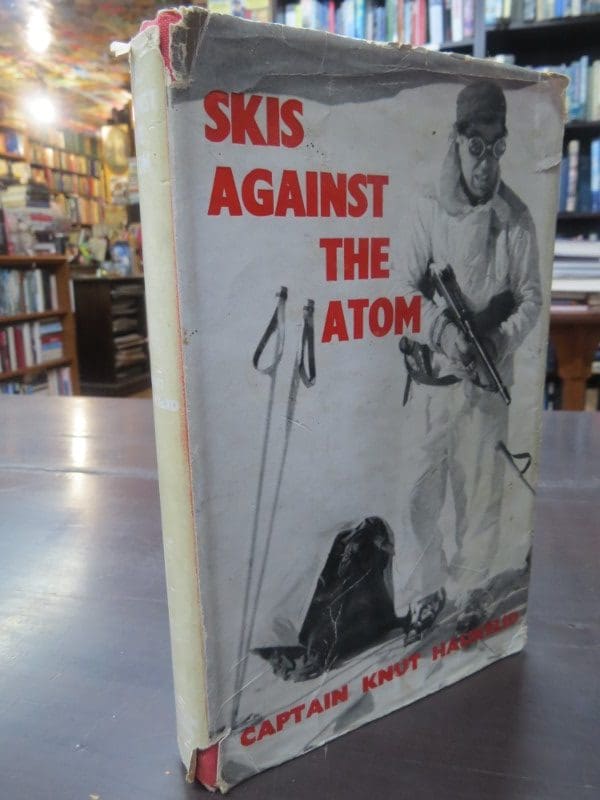 SKIS
AGAINST
THE
ATOM
CAPTAIN KNUT HAUKELID